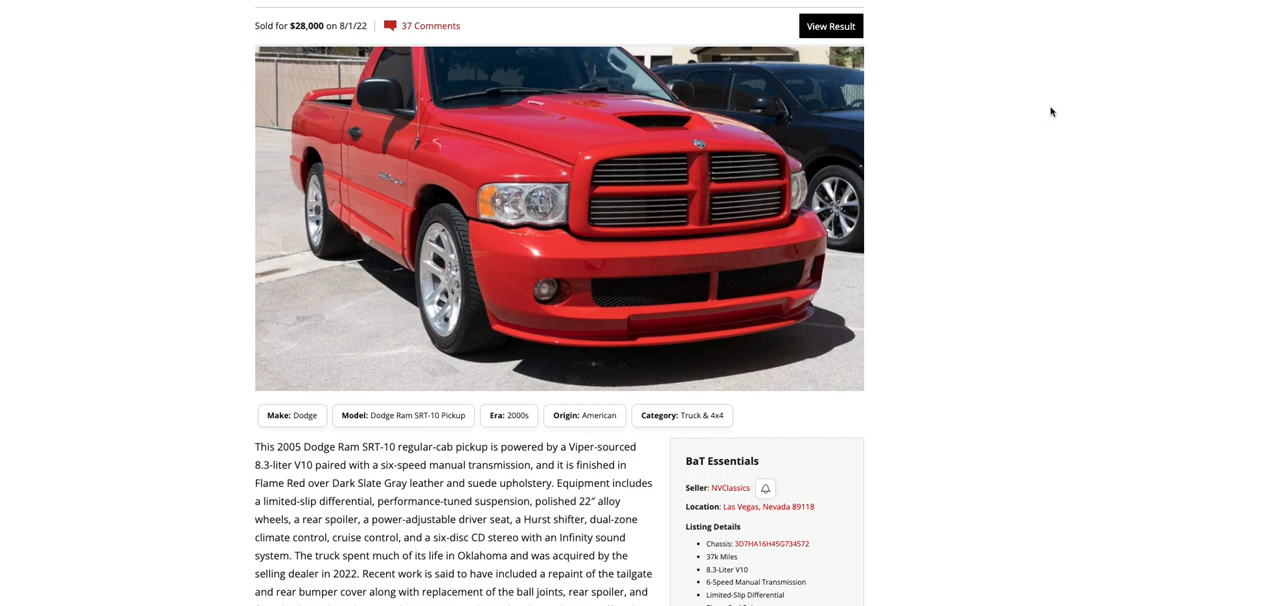 Sold for $28,000 on 8/1/22
37 Comments
View Result
Make: Dodge
Model: Dodge Ram SRT-10 Pickup
Era: 2000s
Origin: American
Category: Truck & 4x4
This 2005 Dodge Ram SRT-10 regular-cab pickup is powered by a Viper-sourced
8.3-liter V10 paired with a six-speed manual transmission, and it is finished in
Flame Red over Dark Slate Gray leather and suede upholstery. Equipment includes
a limited-slip differential, performance-tuned suspension, polished 22″ alloy
wheels, a rear spoiler, a power-adjustable driver seat, a Hurst shifter, dual-zone
climate control, cruise control, and a six-disc CD stereo with an Infinity sound
system. The truck spent much of its life in Oklahoma and was acquired by the
selling dealer in 2022. Recent work is said to have included a repaint of the tailgate
and rear bumper cover along with replacement of the ball joints, rear spoiler, and
BaT Essentials
Seller: NVClassics
Location: Las Vegas, Nevada 89118
Listing Details
• Chassis: 3D7HA16H45G734572
• 37k Miles
• 8.3-Liter V10
• 6-Speed Manual Transmission
• Limited-Slip Differential